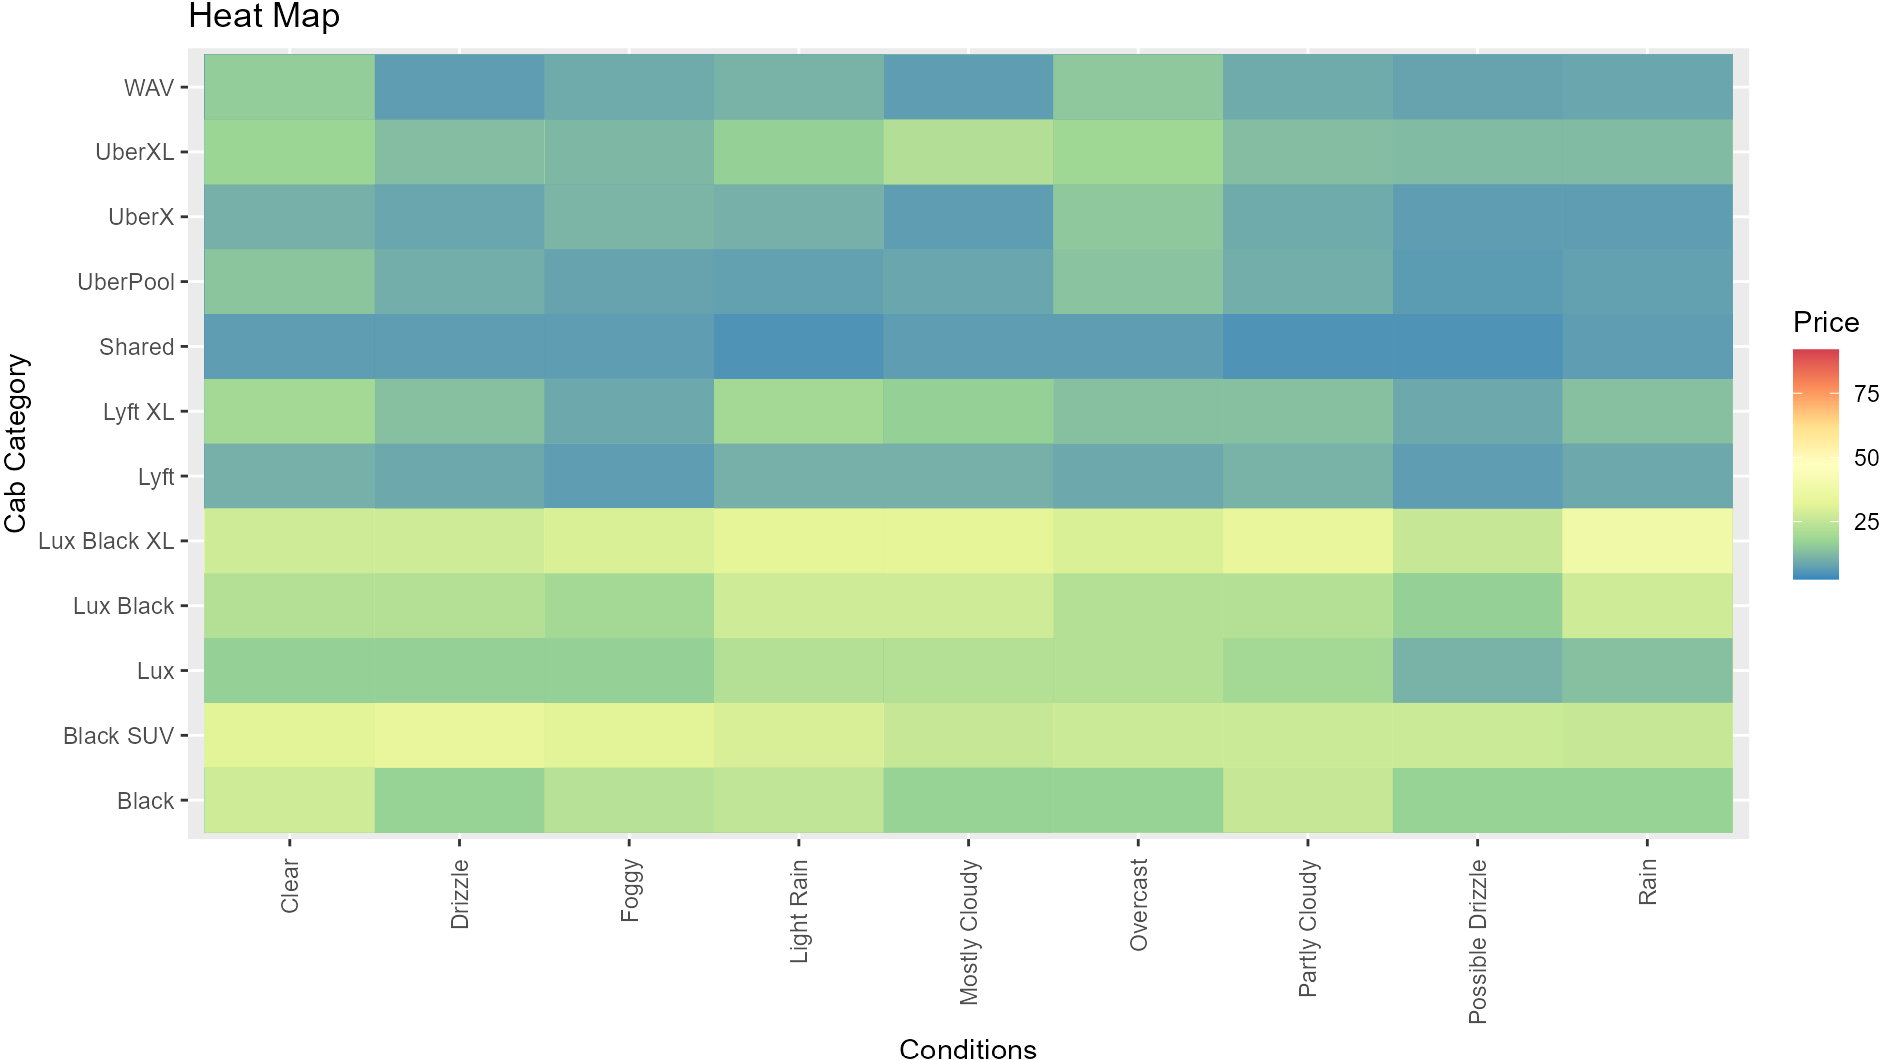 Heat Map
WAV
UberXL
UberX
UberPool
Shared
Lyft XL
Lyft
Lux Black XL
Lux Black
Lux
Black SUV
Black
Cab Category
Clear
Drizzle
Foggy
Light Rain
Mostly Cloudy
Overcast
Partly Cloudy
Possible Drizzle
Rain
Conditions
Price
75
50
25